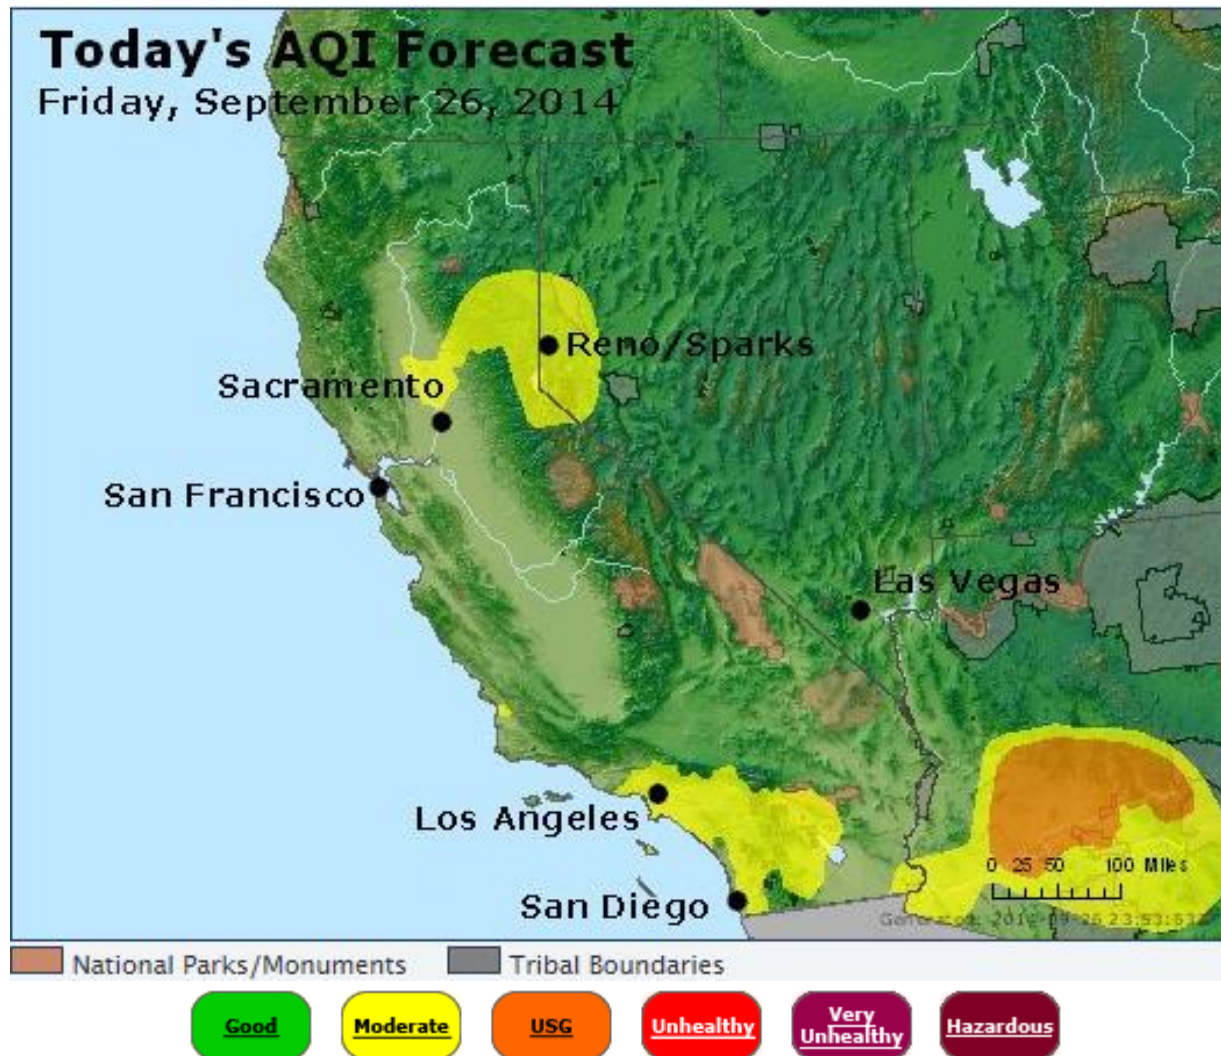 Today's AQI Forecast
Friday, September 26, 2014
Reno/Sparks
Sacramento
San Francisco
Las Vegas
Los Angeles
0 25 50 100 Miles
San Diego
National Parks/Monuments
Tribal Boundaries
Good
Moderate
USG
Unhealthy
Very
Unhealthy
Hazardous